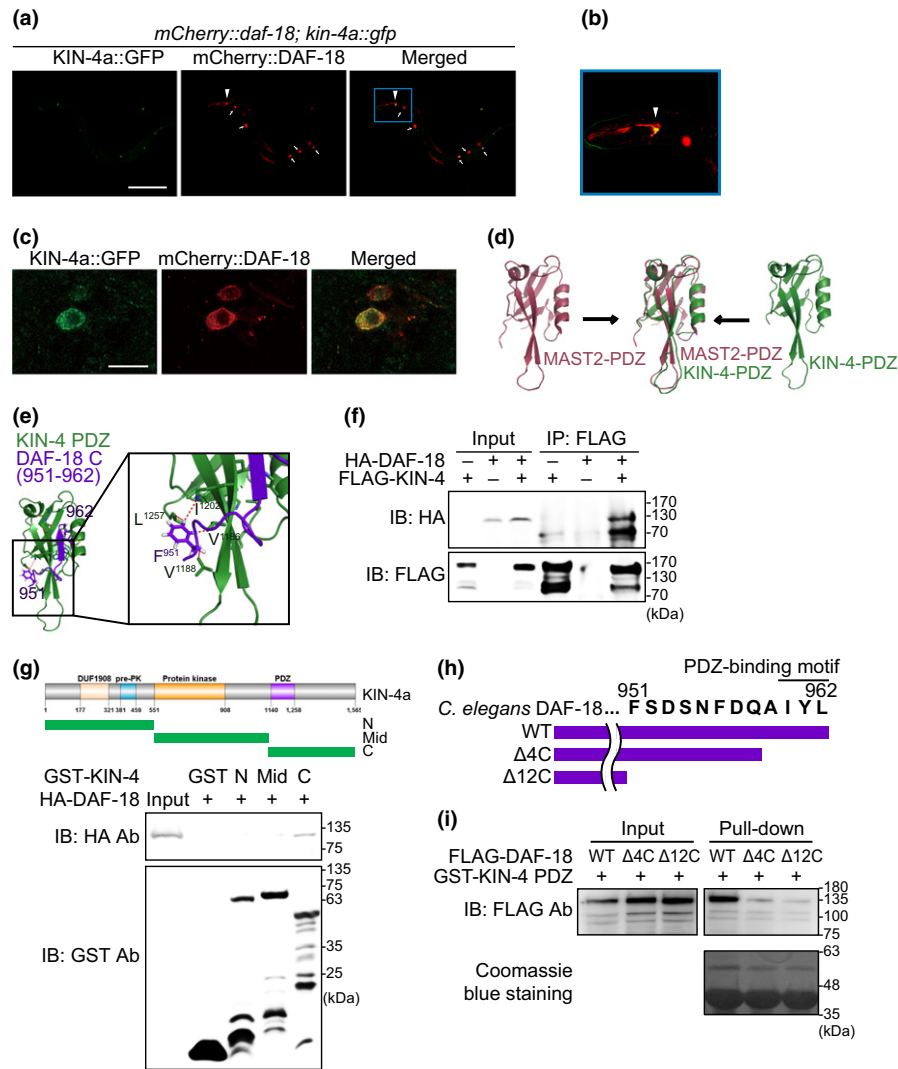 (a)
mCherry::daf-18; kin-4a::gfp
KIN-4a::GFP mCherry::DAF-18 Merged
(b)
(c)
KIN-4a::GFP mCherry::DAF-18 Merged
(d)
MAST2-PDZ
MAST2-PDZ
KIN-4-PDZ
KIN-4-PDZ
(e)
KIN-4 PDZ
DAF-18 C
(951-962)
962
951
L1257
I1202
V1186
F951
V1188
(f)
Input IP: FLAG
HA-DAF-18 – + + – + +
FLAG-KIN-4 + – + + – +
IB: HA
170
130
70
IB: FLAG
170
130
70
(kDa)
(g)
DUF1908 pre-PK Protein kinase PDZ
KIN-4a
1 177 321 381 459 551 908 1140 1,258 1,565
N
Mid
C
GST-KIN-4 GST N Mid C
HA-DAF-18 Input + + + +
IB: HA Ab
135
75
IB: GST Ab
135
75
63
35
25
(kDa)
(h)
PDZ-binding motif
951 962
C. elegans DAF-18 ... F S D S N F D Q A I Y L
WT
Δ4C
Δ12C
(i)
Input Pull-down
FLAG-DAF-18 WT Δ4C Δ12C WT Δ4C Δ12C
GST-KIN-4 PDZ + + + + + +
IB: FLAG Ab
180
135
100
75
Coomassie
blue staining
63
48
35
(kDa)